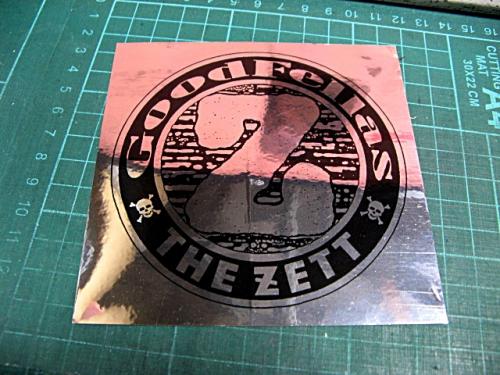 GoodFellas
Z
THE ZETT
CUTTING
MAT
30X22 CM
A4